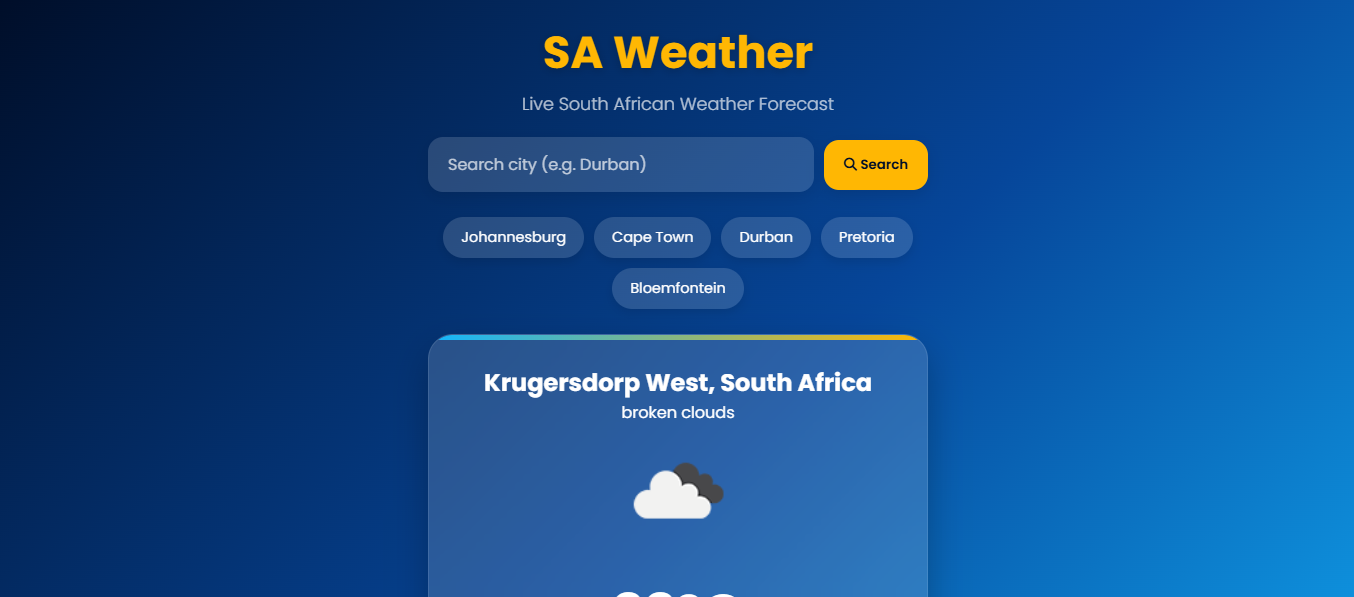 SA Weather
Live South African Weather Forecast
Search city (e.g. Durban)
Search
Johannesburg
Cape Town
Durban
Pretoria
Bloemfontein
Krugersdorp West, South Africa
broken clouds